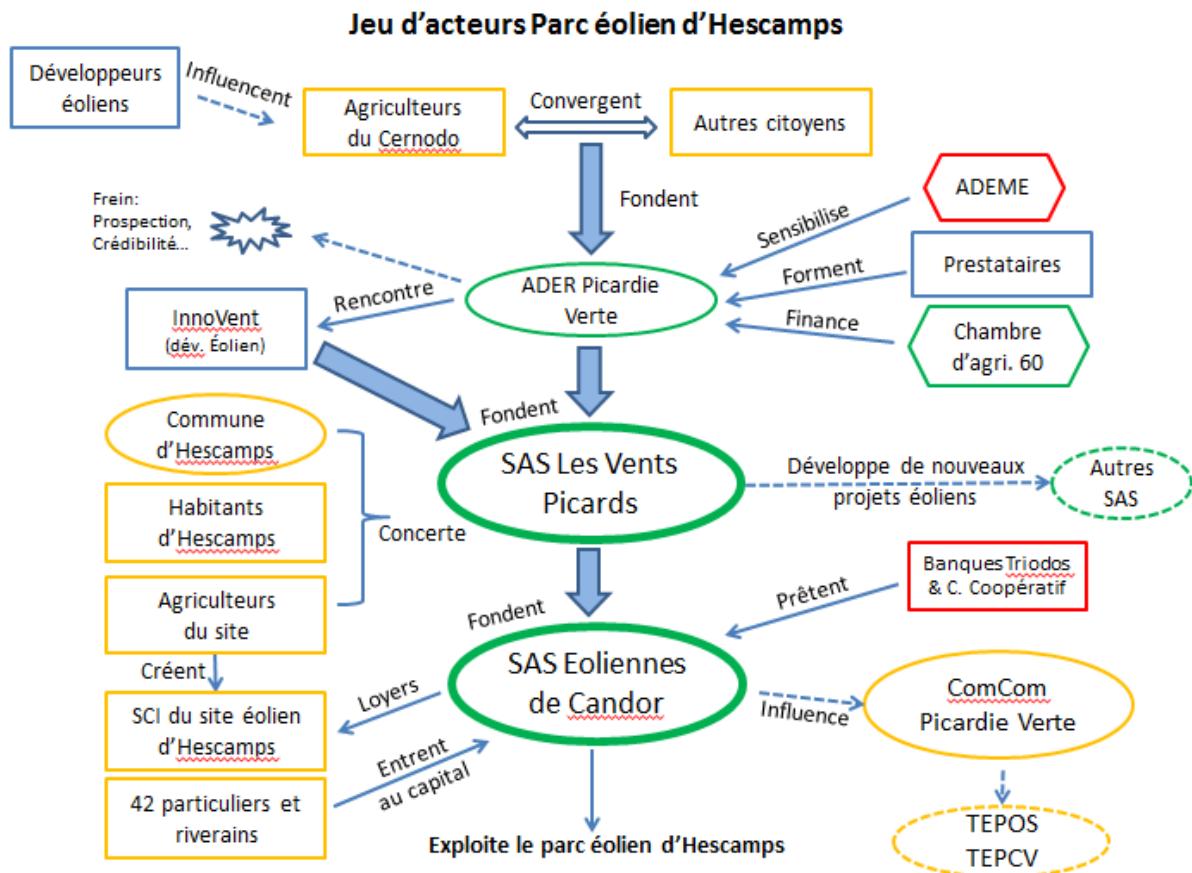 Jeu d'acteurs Parc éolien d'Hescamps
Développeurs
éoliens
Influencent
Agriculteurs
du Cernodo
Convergent
Autres citoyens
Fondent
Frein:
Prospection,
Crédibilité...
ADEME
Sensibilise
Prestataires
Forment
ADER Picardie
Verte
Rencontre
InnoVent
(dév. Éolien)
Finance
Chambre
d'agri. 60
Fondent
Commune
d'Hescamps
SAS Les Vents
Picards
Développe de nouveaux
projets éoliens
Autres
SAS
Habitants
d'Hescamps
Concerte
Agriculteurs
du site
Banques Triodos
& C. Coopératif
Prêtent
Fondent
Créent
SAS Eoliennes
de Candor
Loyers
SCI du site éolien
d'Hescamps
Influence
ComCom
Picardie Verte
Entrent
au capital
42 particuliers et
riverains
Exploite le parc éolien d'Hescamps
TEPOS
TEPCV